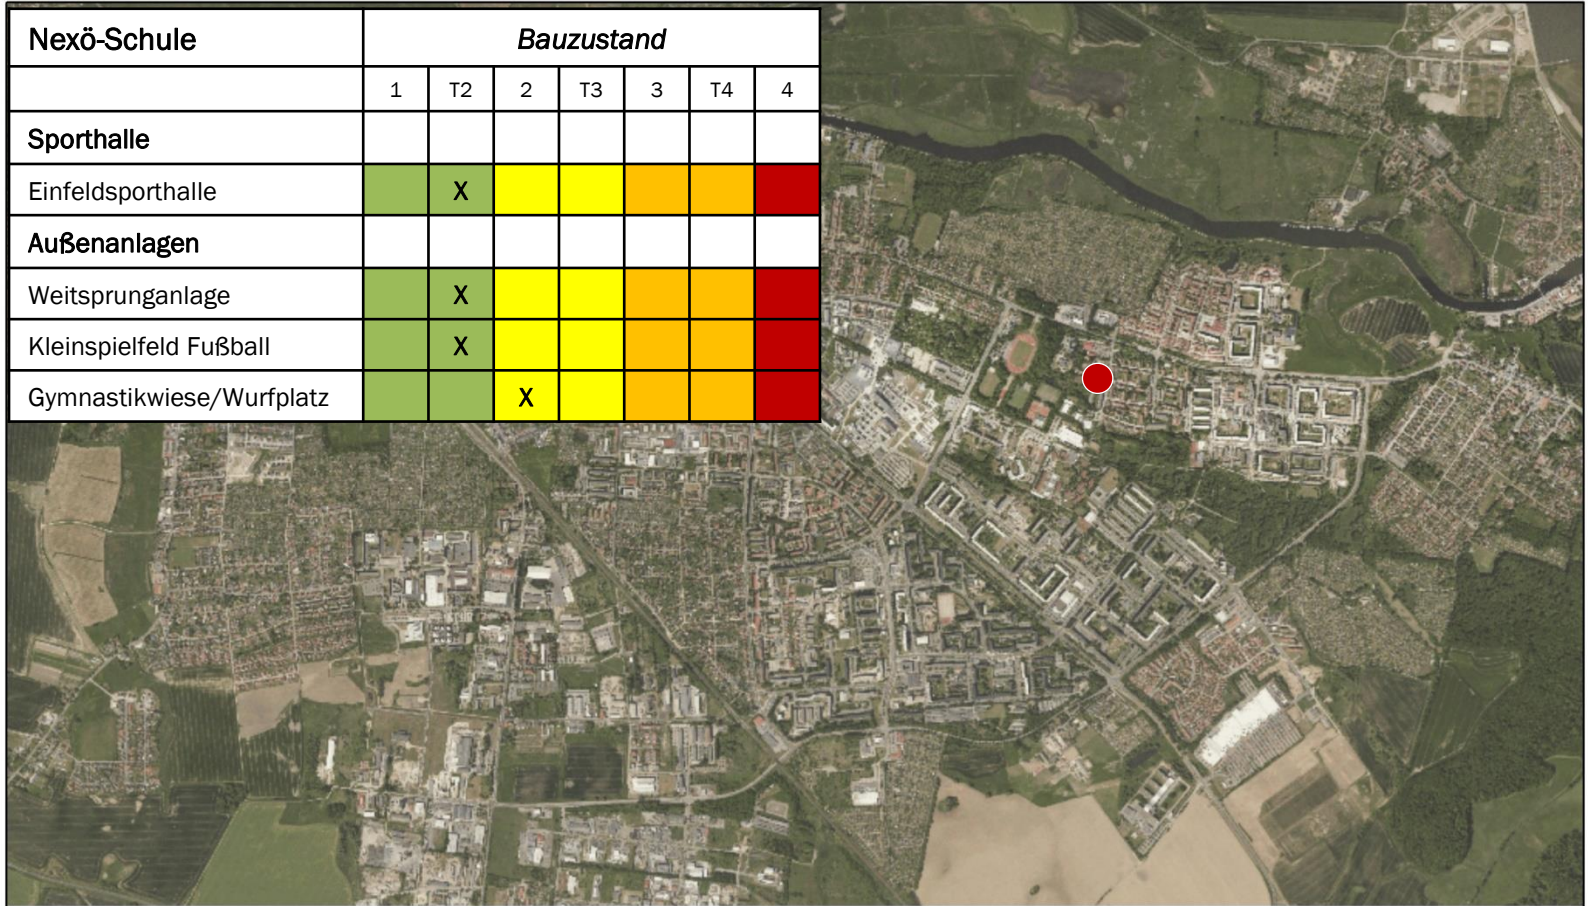 Nexö-Schule Bauzustand
1 T2 2 T3 3 T4 4
Sporthalle
Einfeldsporthalle X
Außenanlagen
Weitsprunganlage X
Kleinspielfeld Fußball X
Gymnastikwiese/Wurfplatz X